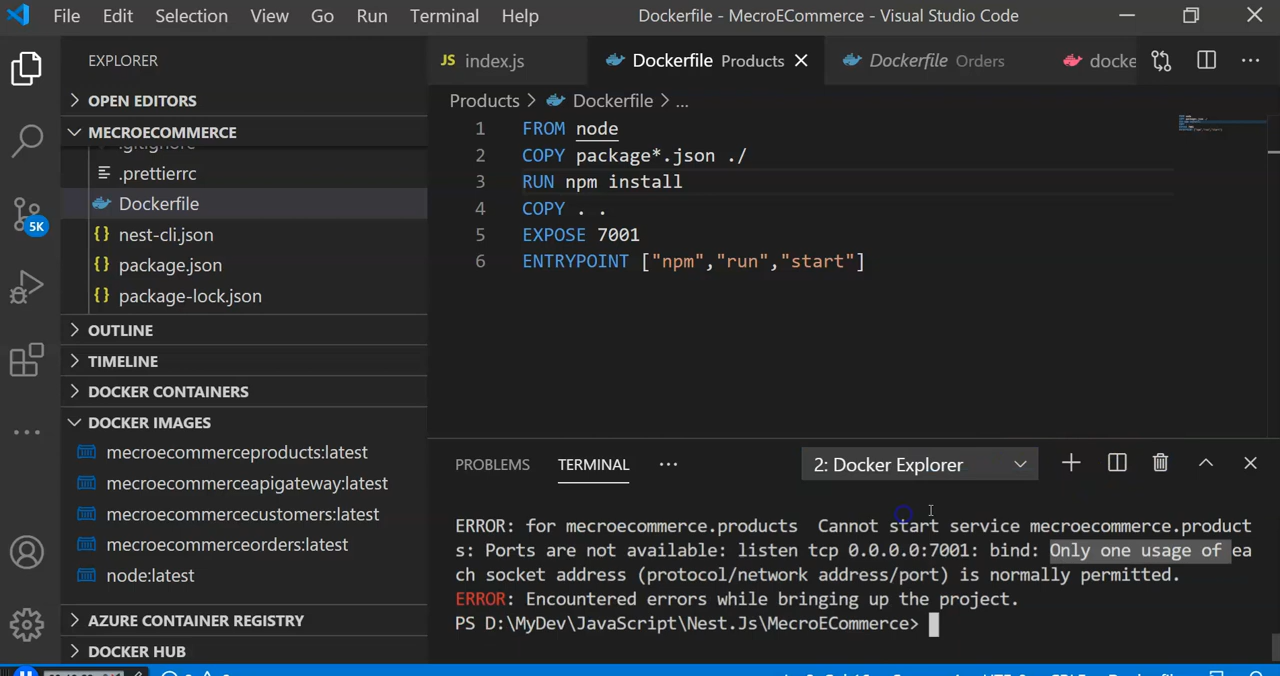 File Edit Selection View Go Run Terminal Help Dockerfile - MecroECommerce - Visual Studio Code
EXPLORER
JS index.js Dockerfile Products Dockerfile Orders docke
OPEN EDITORS
Products > Dockerfile > ...
MECROECOMMERCE
.gitignore
.prettierrc
Dockerfile
nest-cli.json
package.json
package-lock.json
5K
OUTLINE
TIMELINE
DOCKER CONTAINERS
DOCKER IMAGES
mecroecommerceproducts:latest
mecroecommerceapigateway:latest
mecroecommercecustomers:latest
mecroecommerceorders:latest
node:latest
AZURE CONTAINER REGISTRY
DOCKER HUB
1 FROM node
2 COPY package*.json ./
3 RUN npm install
4 COPY . .
5 EXPOSE 7001
6 ENTRYPOINT ["npm","run","start"]
PROBLEMS TERMINAL ... 2: Docker Explorer
ERROR: for mecroecommerce.products  Cannot start service mecroecommerce.product
s: Ports are not available: listen tcp 0.0.0.0:7001: bind: Only one usage of ea
ch socket address (protocol/network address/port) is normally permitted.
ERROR: Encountered errors while bringing up the project.
PS D:\MyDev\JavaScript\Nest.Js\MecroECommerce>